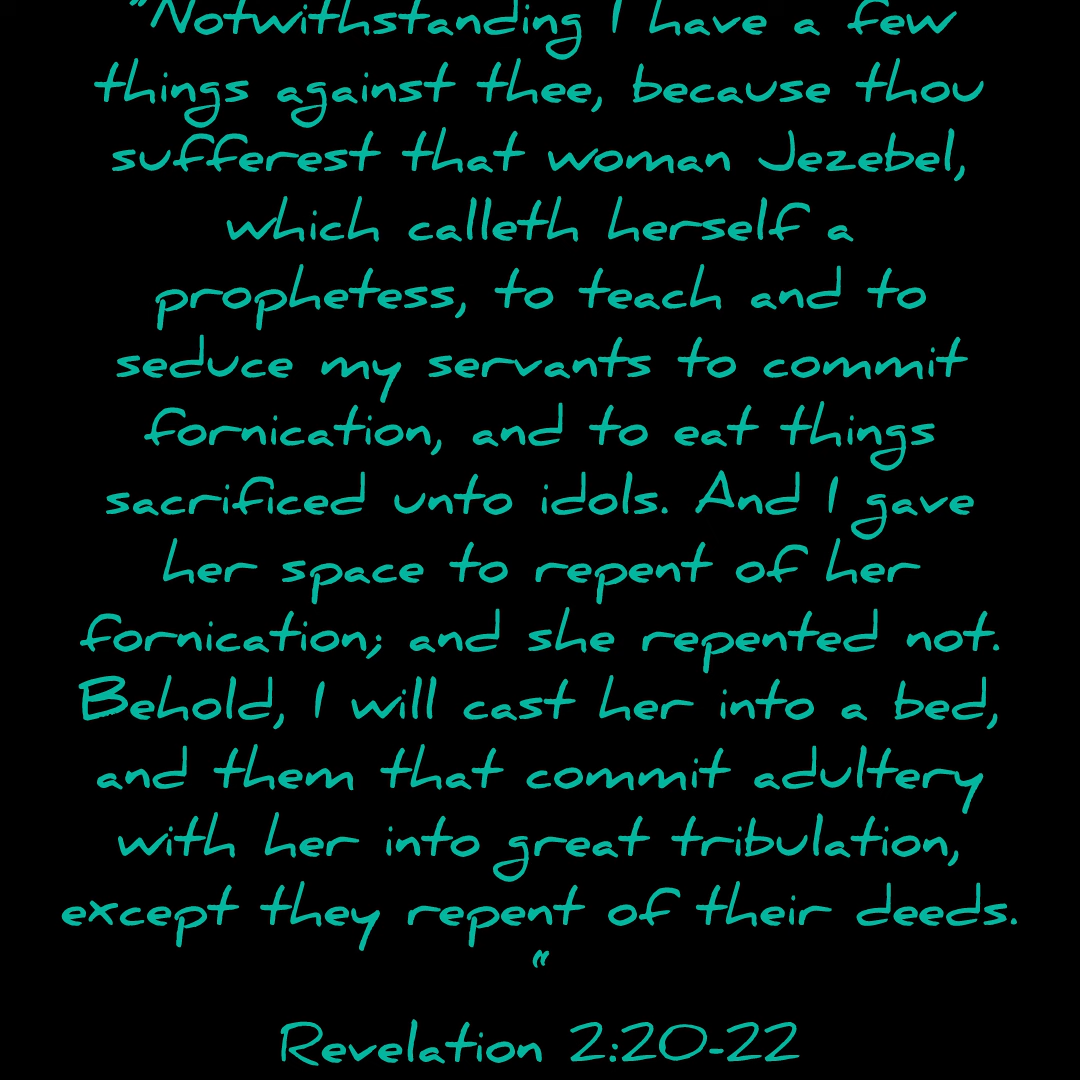 "Notwithstanding I have a few
things against thee, because thou
sufferest that woman Jezebel,
which calleth herself a
prophetess, to teach and to
seduce my servants to commit
fornication, and to eat things
sacrificed unto idols. And I gave
her space to repent of her
fornication; and she repented not.
Behold, I will cast her into a bed,
and them that commit adultery
with her into great tribulation,
except they repent of their deeds.
"
Revelation 2:20-22